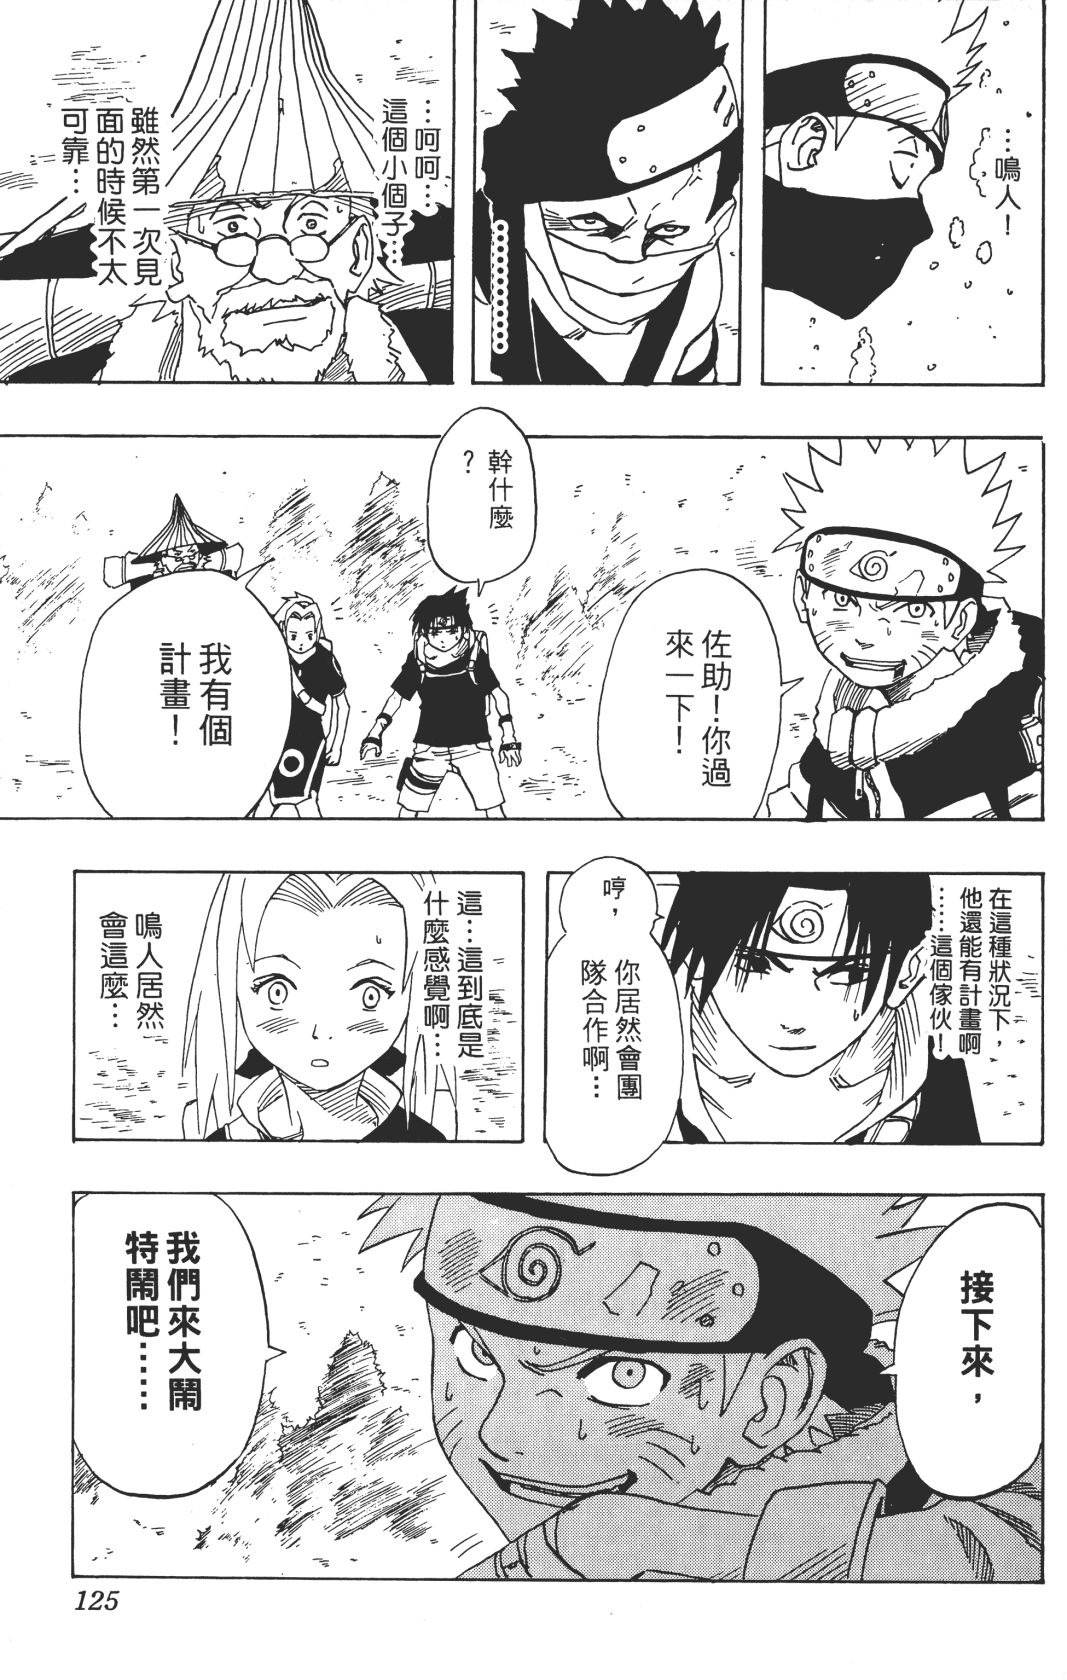 …鳴人！
…呵呵…
這個小個子…
雖然第一次見
面的時候不太
可靠…
佐助！你過
來一下！
幹什麼
？
我有個
計畫！
在這種狀況下，
他還能有計畫啊
……這個傢伙！
哼，
你居然會團
隊合作啊…
這…這到底是
什麼感覺啊…
鳴人居然
會這麼…
接下來，
我們來大鬧
特鬧吧……
125